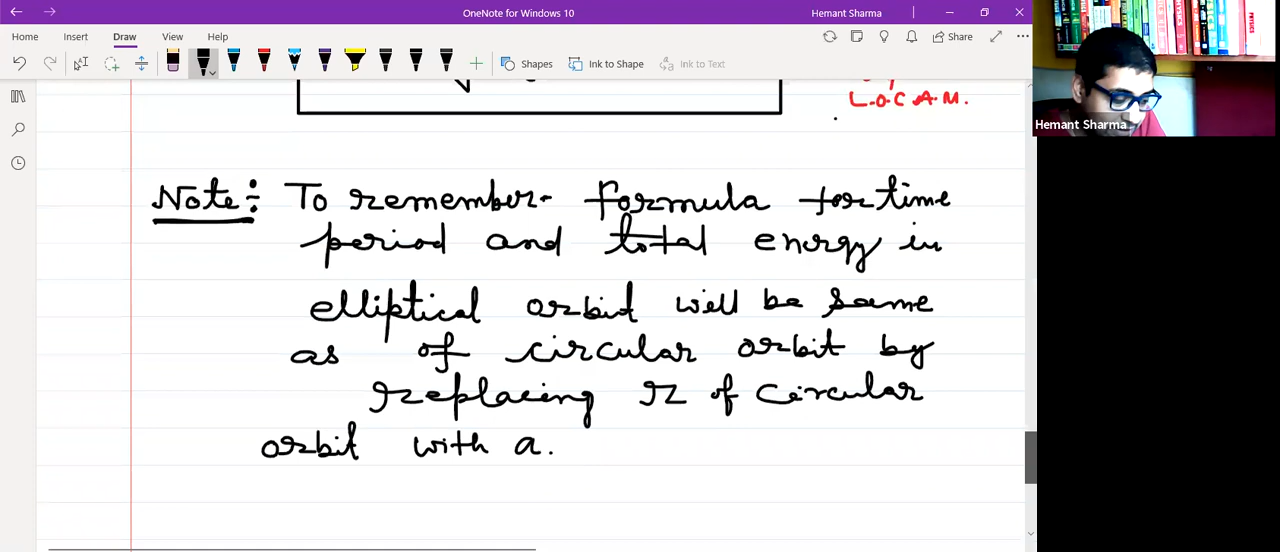 OneNote for Windows 10
Hemant Sharma
Home
Insert
Draw
View
Help
Share
Shapes
Ink to Shape
Ink to Text
L.O.C.A.M.
Hemant Sharma
Note:- To remember formula for time
period and total energy in
elliptical orbit will be same
as of circular orbit by
replacing r of circular
orbit with a.